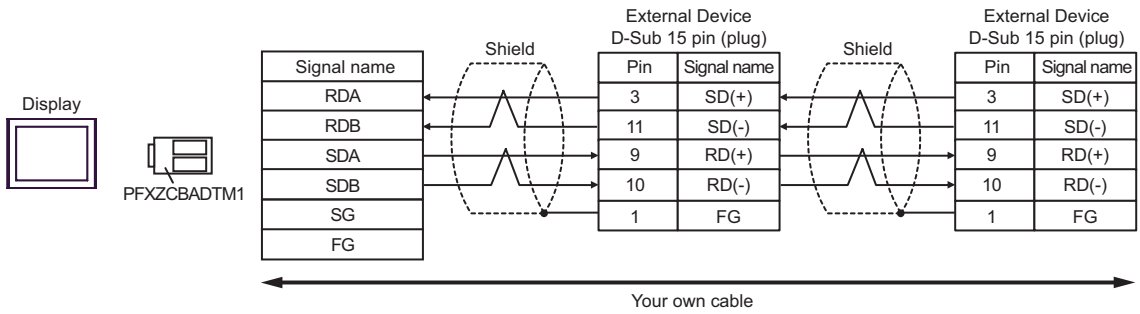 External Device
D-Sub 15 pin (plug)
External Device
D-Sub 15 pin (plug)
Shield
Shield
Signal name
Pin Signal name
Pin Signal name
Display
RDA
3 SD(+)
3 SD(+)
RDB
11 SD(-)
11 SD(-)
SDA
9 RD(+)
9 RD(+)
SDB
10 RD(-)
10 RD(-)
PFXZCBADTM1
SG
1 FG
1 FG
FG
Your own cable